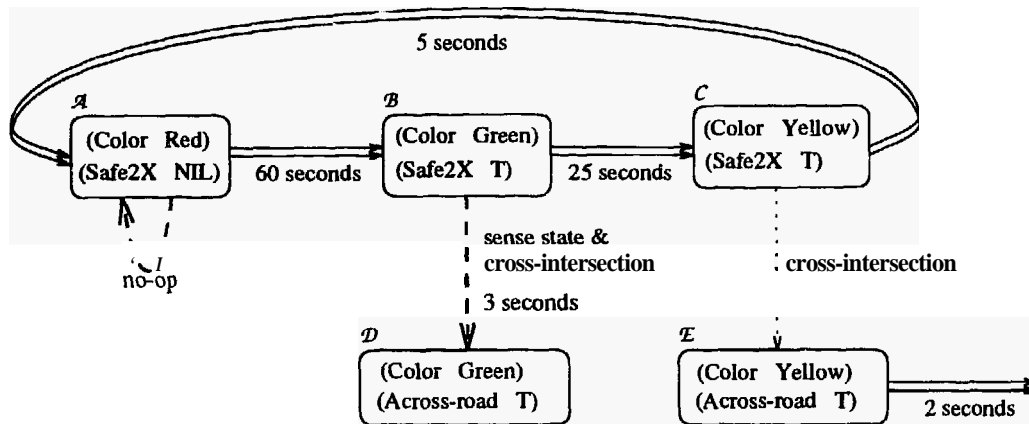 5 seconds
A
B
C
(Color Red)
(Safe2X NIL)
60 seconds
(Color Green)
(Safe2X T)
25 seconds
(Color Yellow)
(Safe2X T)
no-op
sense state &
cross-intersection
3 seconds
cross-intersection
D
E
(Color Green)
(Across-road T)
(Color Yellow)
(Across-road T)
2 seconds